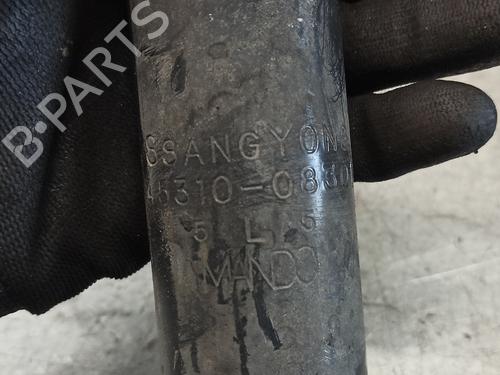 B-PARTS
SSANGYONG
45310-0830
5 L 5
MANDO